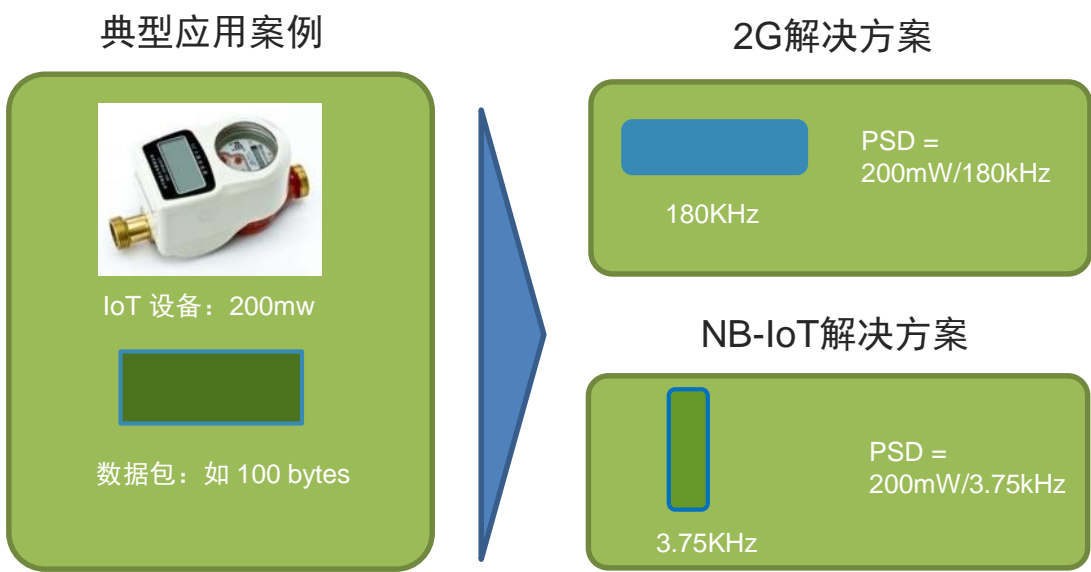 典型应用案例
IoT 设备：200mw
数据包：如 100 bytes
2G解决方案
180KHz
PSD =
200mW/180kHz
NB-IoT解决方案
3.75KHz
PSD =
200mW/3.75kHz